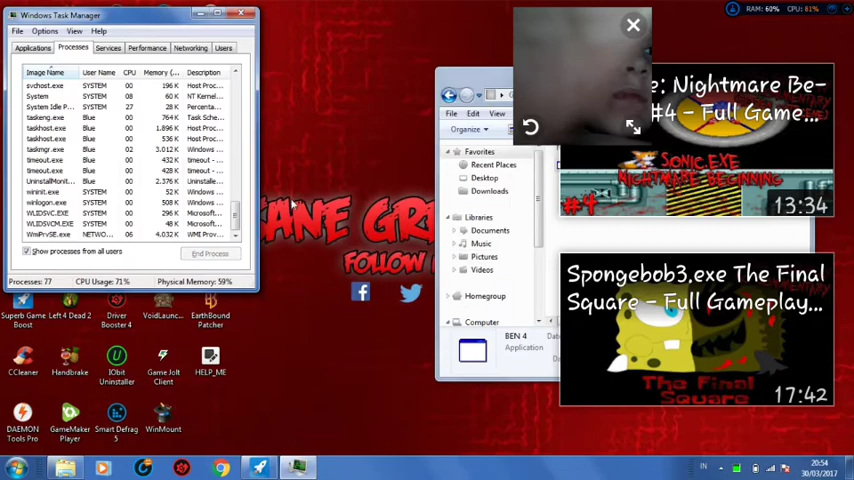 Windows Task Manager
RAM: 60% CPU: 81%
File Options View Help
Applications Processes Services Performance Networking Users
Image Name User Name CPU Memory (... Description
svchost.exe SYSTEM 00 196 K Host Proc...
System SYSTEM 08 60 K NT Kernel...
System Idle P... SYSTEM 27 28 K Percenta...
taskeng.exe Blue 00 764 K Task Sche...
taskhost.exe Blue 00 1.896 K Host Proc...
taskhost.exe Blue 00 536 K Host Proc...
taskmgr.exe Blue 02 3.012 K Windows ...
timeout.exe Blue 00 432 K timeout - ...
timeout.exe Blue 00 428 K timeout - ...
UninstallMonit... Blue 00 2.376 K Uninstalle...
wininit.exe SYSTEM 00 52 K Windows ...
winlogon.exe SYSTEM 00 508 K Windows ...
WLIDSVC.EXE SYSTEM 00 296 K Microsoft...
WLIDSVCM.EXE SYSTEM 00 48 K Microsoft...
WmiPrvSE.exe NETWO... 06 4.032 K WMI Prov...
Show processes from all users
End Process
Processes: 77 CPU Usage: 71% Physical Memory: 59%
FOLLOW
File Edit View
Organize
Favorites
Recent Places
Desktop
Downloads
Libraries
Documents
Music
Pictures
Videos
Homegroup
Computer
BEN 4
Application
e: Nightmare Be-
#4 – Full Game...
SONIC.EXE
NIGHTMARE BEGINNING
#4
13:34
Spongebob3.exe The Final
Square – Full Gameplay...
The Final
Square
17:42
Superb Game Boost
Left 4 Dead 2
Driver Booster 4
VoidLaunc...
EarthBound Patcher
CCleaner
Handbrake
IObit Uninstaller
Game Jolt Client
HELP_ME
DAEMON Tools Pro
GameMaker Player
Smart Defrag 5
WinMount
IN
20:54
30/03/2017